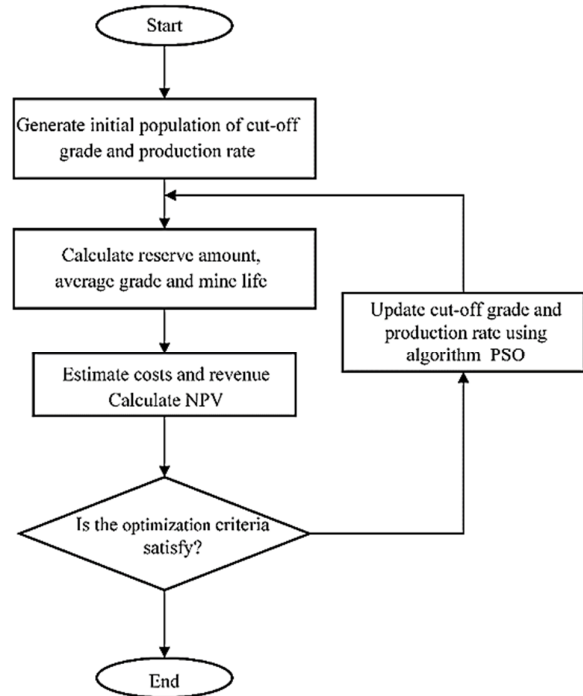 Start
Generate initial population of cut-off
grade and production rate
Calculate reserve amount,
average grade and mine life
Update cut-off grade and
production rate using
algorithm PSO
Estimate costs and revenue
Calculate NPV
Is the optimization criteria
satisfy?
End